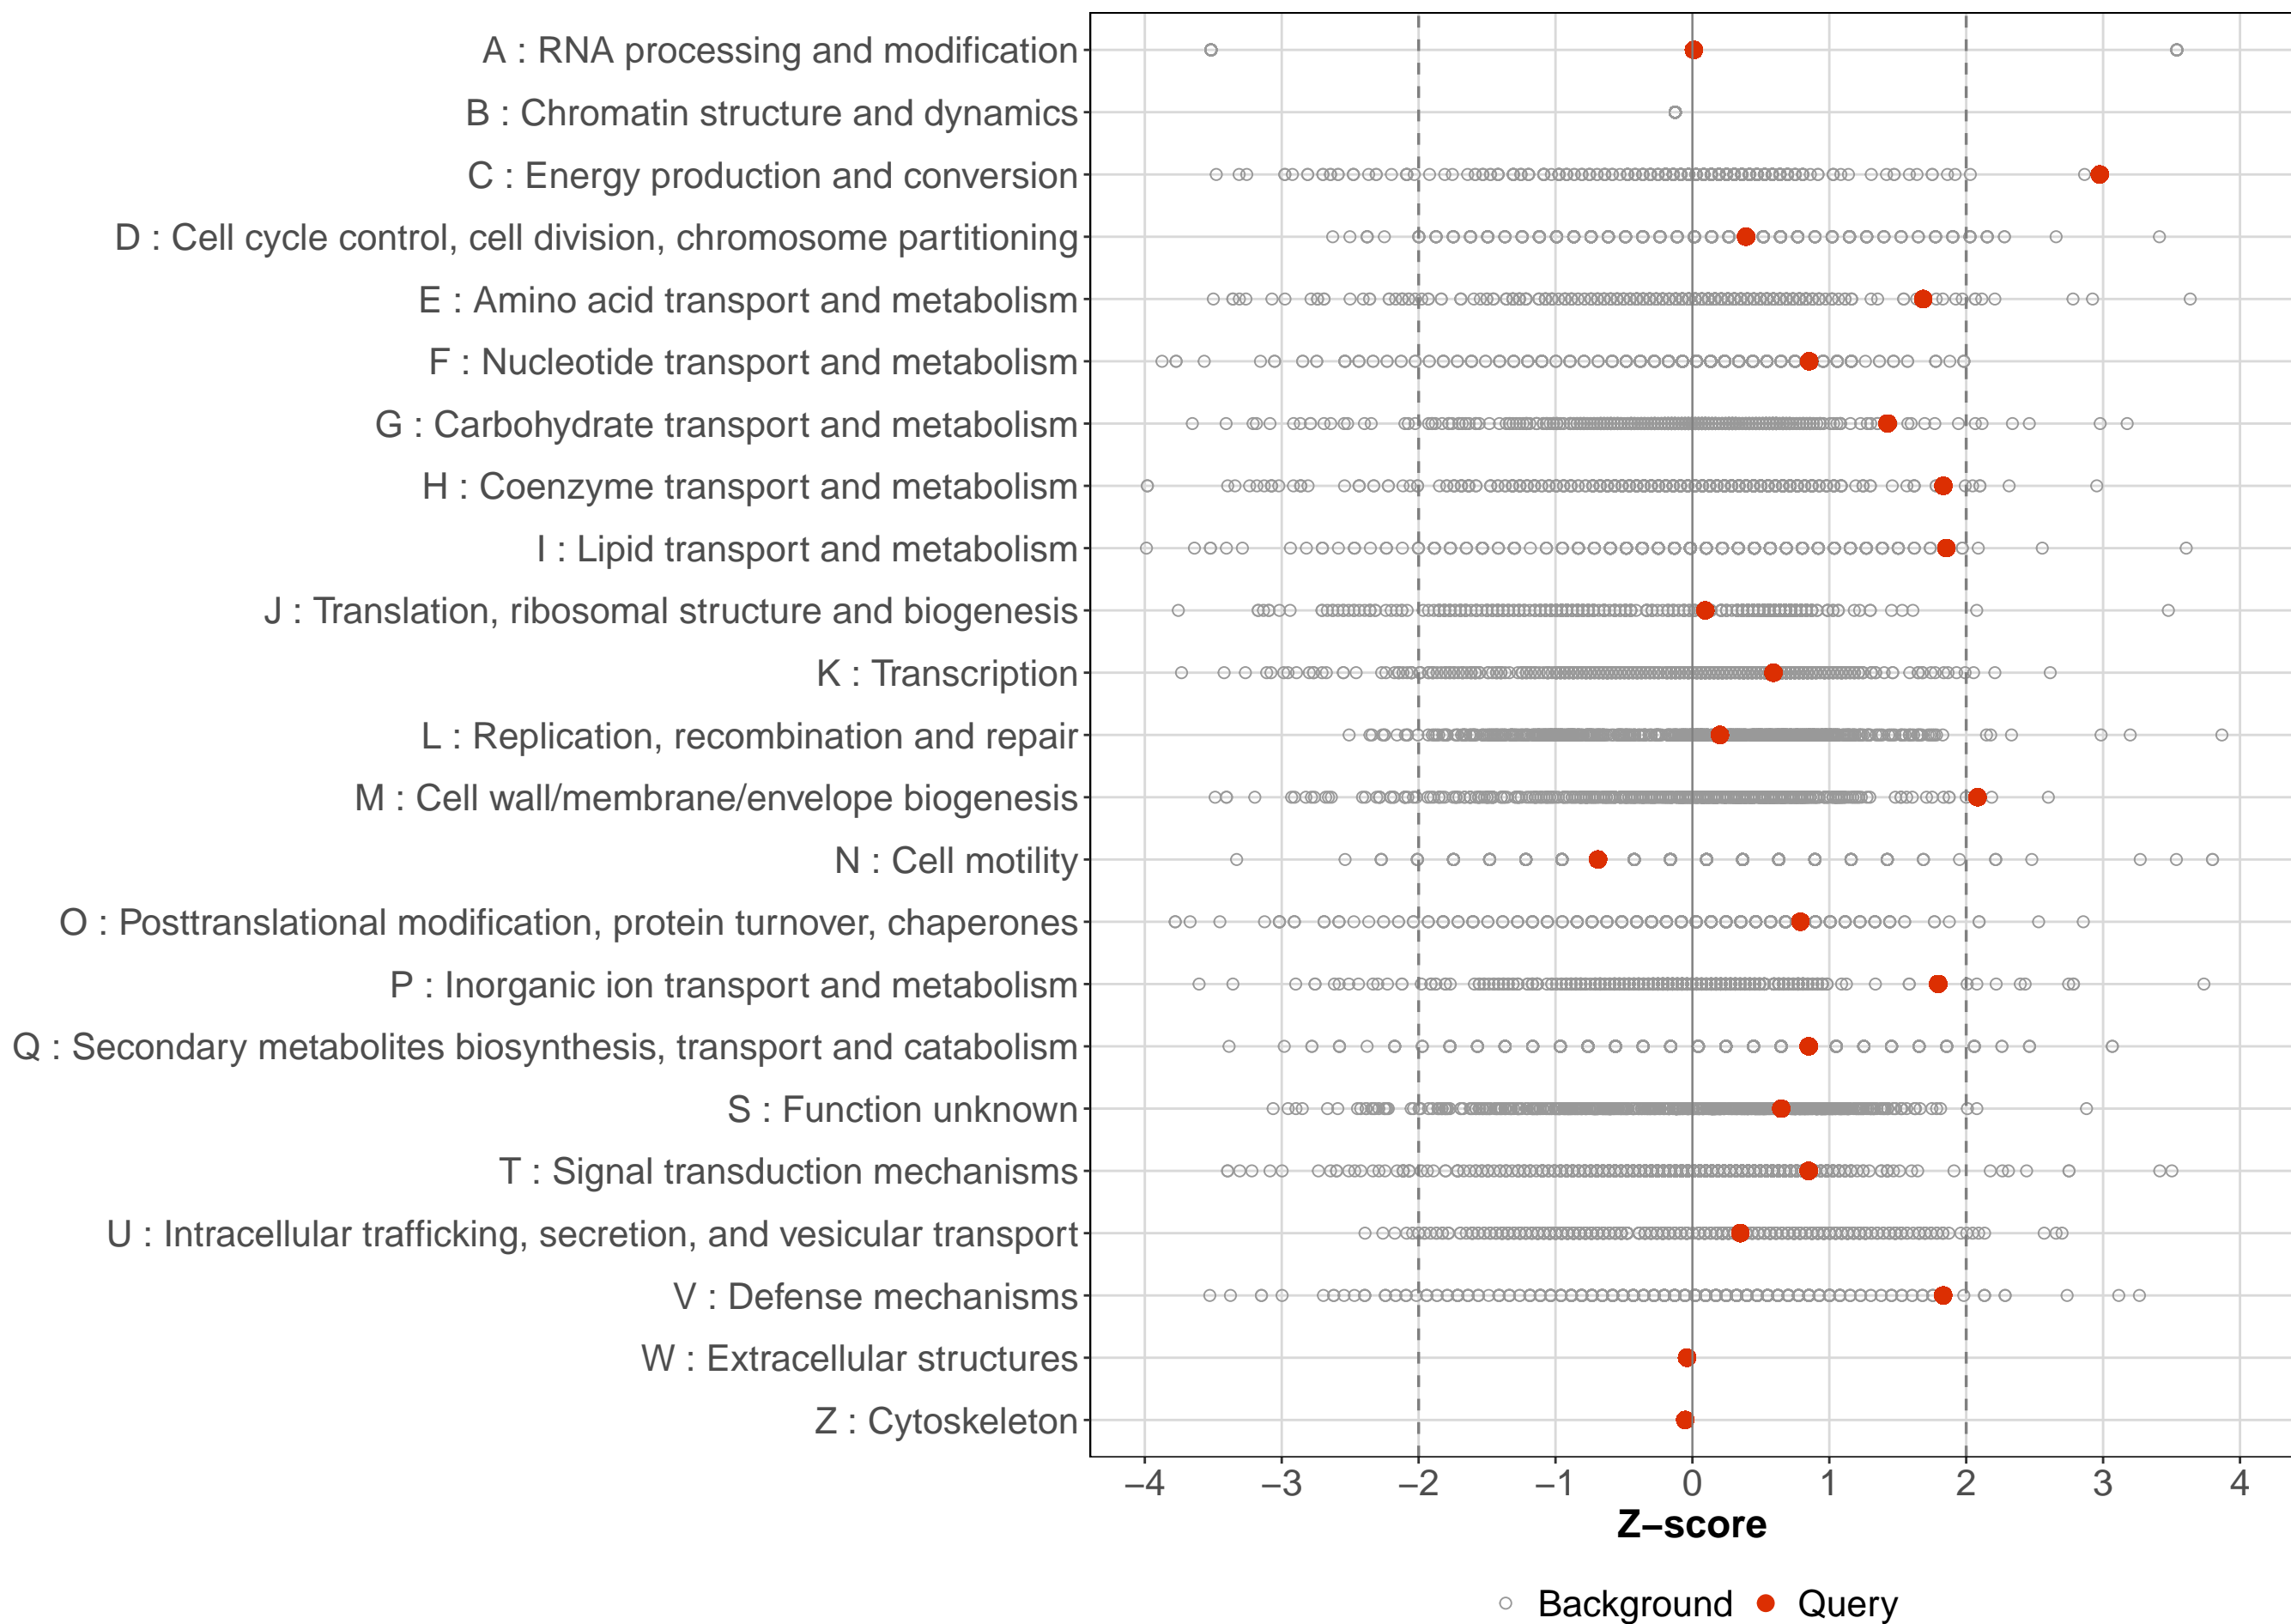 A : RNA processing and modification
B : Chromatin structure and dynamics
C : Energy production and conversion
D : Cell cycle control, cell division, chromosome partitioning
E : Amino acid transport and metabolism
F : Nucleotide transport and metabolism
G : Carbohydrate transport and metabolism
H : Coenzyme transport and metabolism
I : Lipid transport and metabolism
J : Translation, ribosomal structure and biogenesis
K : Transcription
L : Replication, recombination and repair
M : Cell wall/membrane/envelope biogenesis
N : Cell motility
O : Posttranslational modification, protein turnover, chaperones
P : Inorganic ion transport and metabolism
Q : Secondary metabolites biosynthesis, transport and catabolism
S : Function unknown
T : Signal transduction mechanisms
U : Intracellular trafficking, secretion, and vesicular transport
V : Defense mechanisms
W : Extracellular structures
Z : Cytoskeleton
−4 −3 −2 −1 0 1 2 3 4
Z−score
Background Query